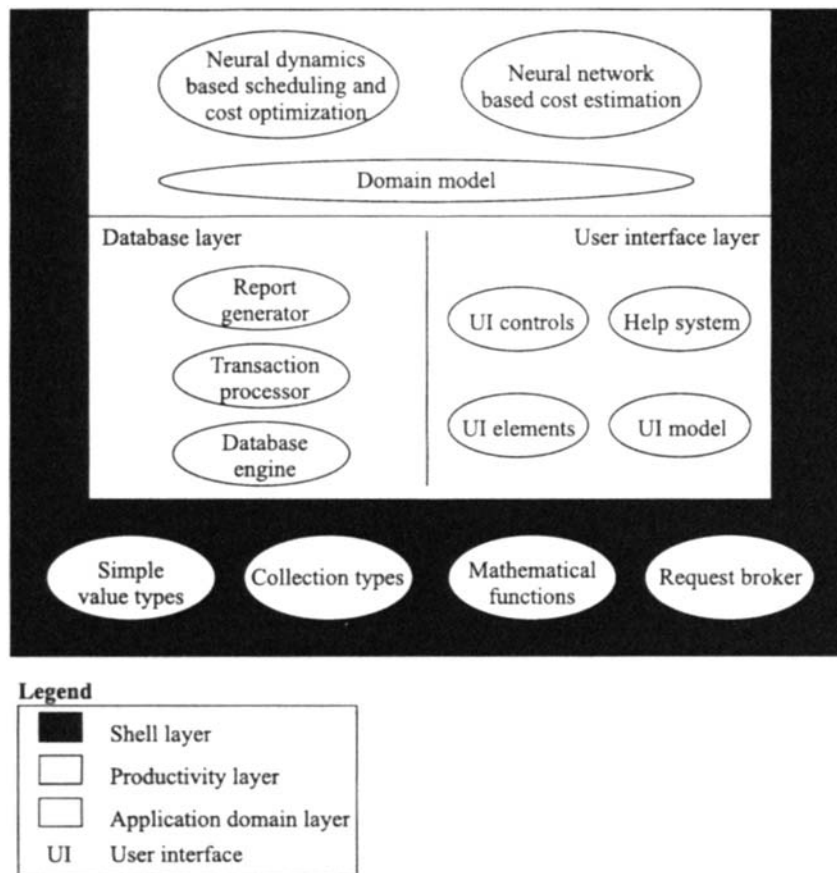 Neural dynamics
based scheduling and
cost optimization
Neural network
based cost estimation
Domain model
Database layer
User interface layer
Report
generator
Transaction
processor
Database
engine
UI controls
Help system
UI elements
UI model
Simple
value types
Collection types
Mathematical
functions
Request broker
Legend
Shell layer
Productivity layer
Application domain layer
UI User interface